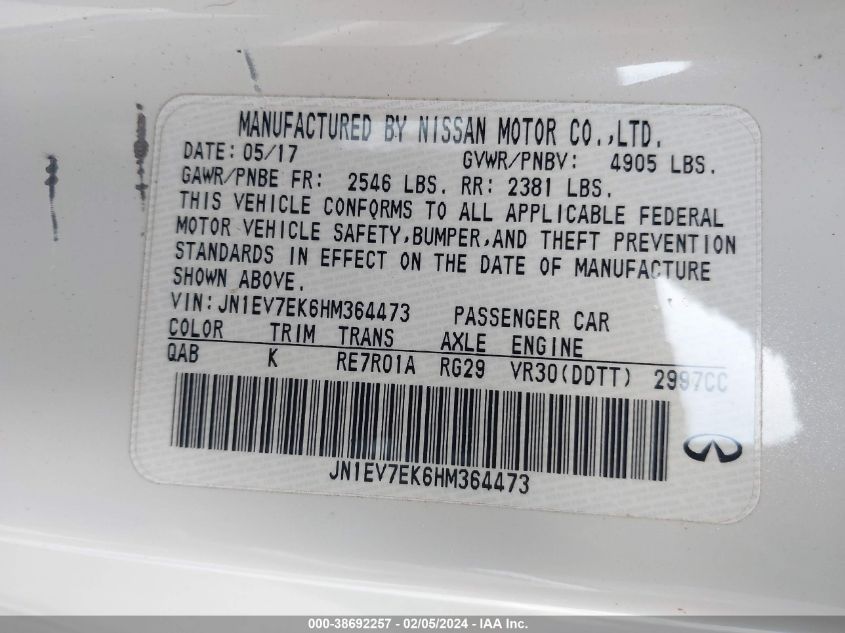 MANUFACTURED BY NISSAN MOTOR CO.,LTD.
DATE: 05/17 GVWR/PNBV: 4905 LBS.
GAWR/PNBE FR: 2546 LBS. RR: 2381 LBS.
THIS VEHICLE CONFORMS TO ALL APPLICABLE FEDERAL
MOTOR VEHICLE SAFETY,BUMPER,AND THEFT PREVENTION
STANDARDS IN EFFECT ON THE DATE OF MANUFACTURE
SHOWN ABOVE.
VIN:JN1EV7EK6HM364473 PASSENGER CAR
COLOR TRIM TRANS AXLE ENGINE
QAB K RE7R01A RG29 VR30(DDTT) 2997CC
JN1EV7EK6HM364473
000-38692257 - 02/05/2024 - IAA Inc.